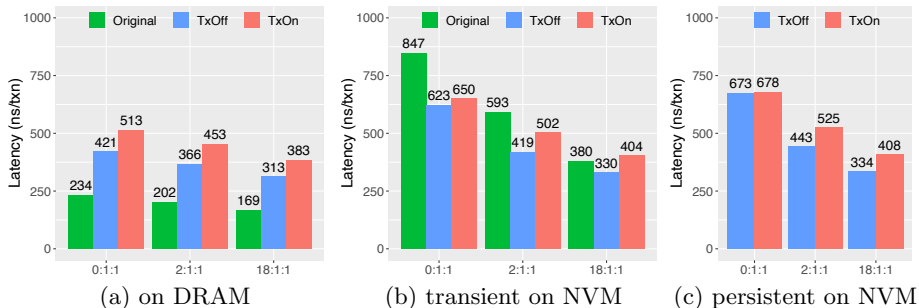 Original TxOff TxOn
1000
750
500
250
0
Latency (ns/txn)
234 421 513
202 366 453
169 313 383
0:1:1 2:1:1 18:1:1
(a) on DRAM
Original TxOff TxOn
1000
750
500
250
0
Latency (ns/txn)
847 623 650
593 419 502
380 330 404
0:1:1 2:1:1 18:1:1
(b) transient on NVM
TxOff TxOn
1000
750
500
250
0
Latency (ns/txn)
673 678
443 525
334 408
0:1:1 2:1:1 18:1:1
(c) persistent on NVM